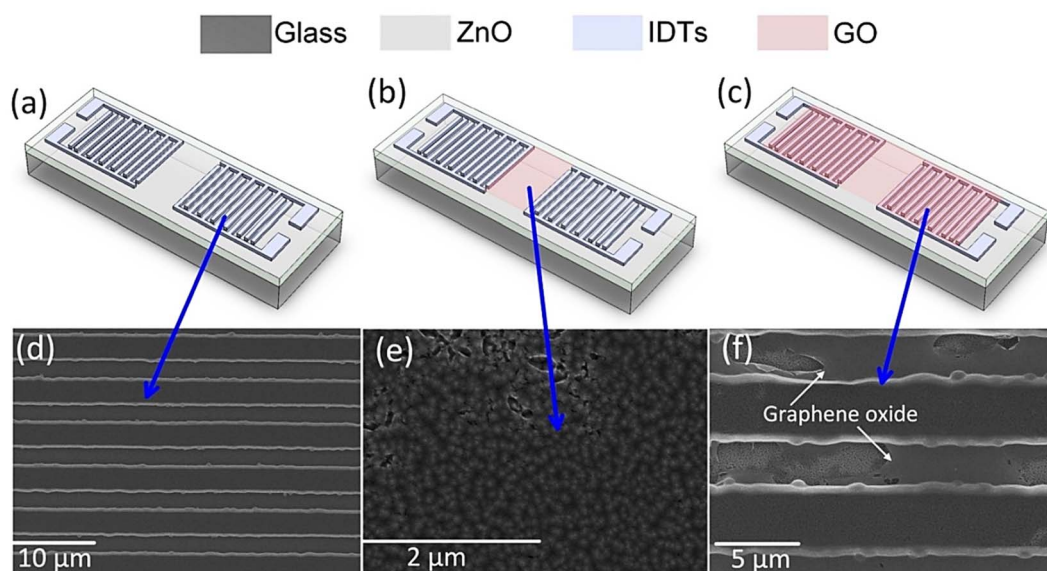 Glass ZnO IDTs GO
(a) (b) (c)
(d) (e) (f)
Graphene oxide
10 µm 2 µm 5 µm